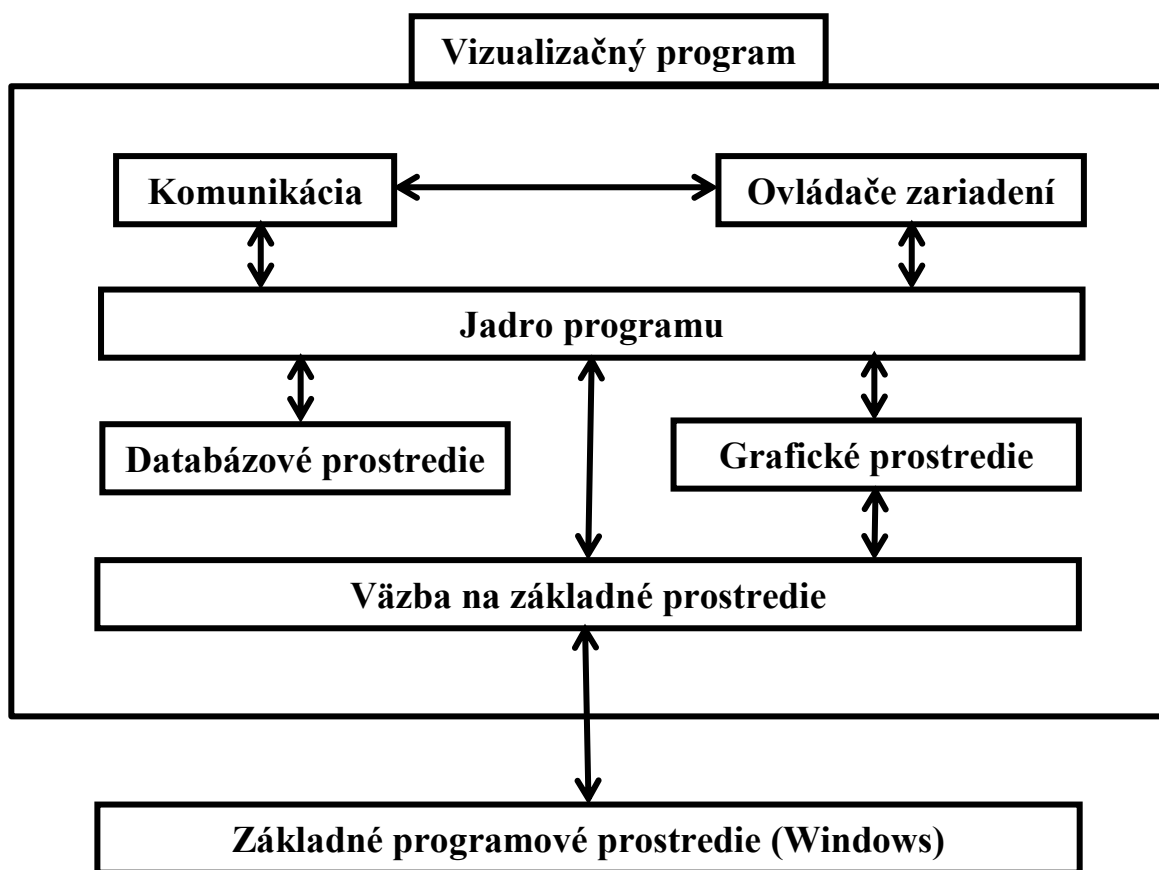 Vizualizačný program
Komunikácia
Ovládače zariadení
Jadro programu
Databázové prostredie
Grafické prostredie
Väzba na základné prostredie
Základné programové prostredie (Windows)